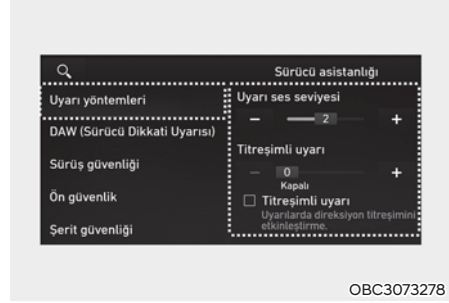 Sürücü asistanlığı
Uyarı yöntemleri
DAW (Sürücü Dikkati Uyarısı)
Sürüş güvenliği
Ön güvenlik
Şerit güvenliği
Uyarı ses seviyesi
− 2 +
Titreşimli uyarı
− 0 +
Kapalı
Titreşimli uyarı
Uyarılarda direksiyon titreşimini
etkinleştirme.
OBC3073278